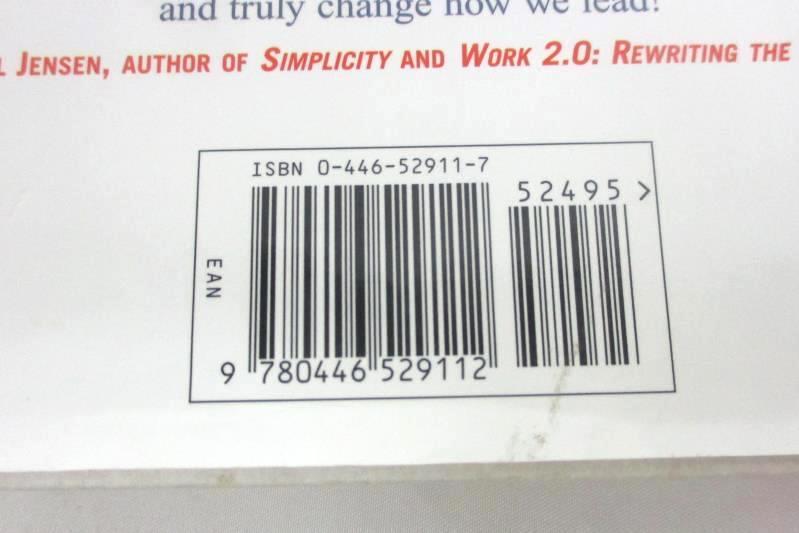 and truly change how we lead!
L JENSEN, AUTHOR OF SIMPLICITY AND WORK 2.0: REWRITING THE
ISBN 0-446-52911-7
52495 >
EAN
9 780446 529112